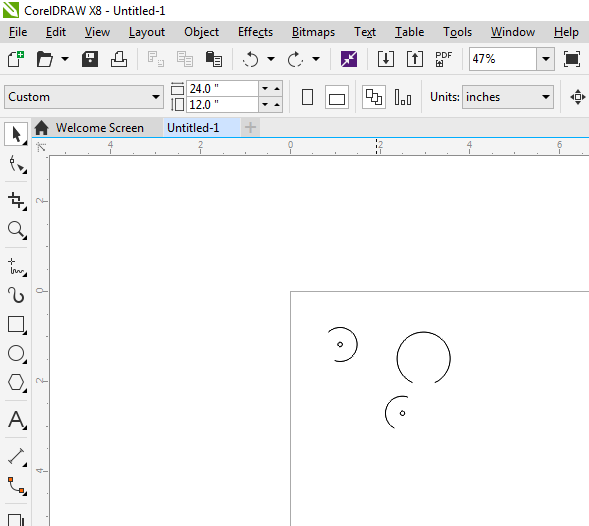 CorelDRAW X8 - Untitled-1
File Edit View Layout Object Effects Bitmaps Text Table Tools Window Help
PDF 47%
Custom 24.0 " Units: inches
12.0 "
Welcome Screen Untitled-1
4 2 0 2 4 6
2
0
2
4